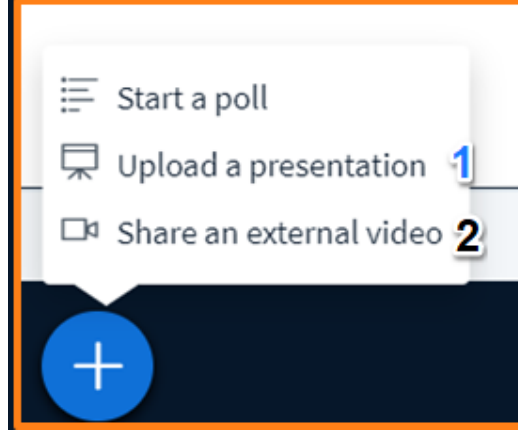 Start a poll
Upload a presentation 1
Share an external video 2